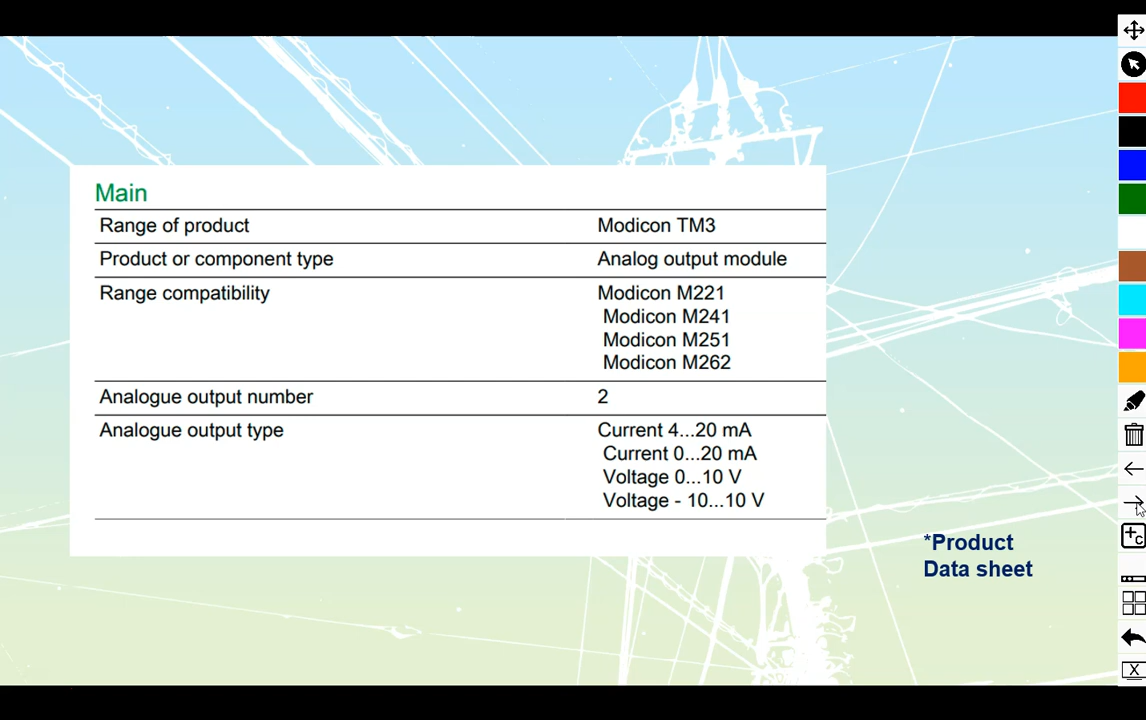 Main
Range of product Modicon TM3
Product or component type Analog output module
Range compatibility Modicon M221
Modicon M241
Modicon M251
Modicon M262
Analogue output number 2
Analogue output type Current 4...20 mA
Current 0...20 mA
Voltage 0...10 V
Voltage - 10...10 V
*Product
Data sheet
+c
X